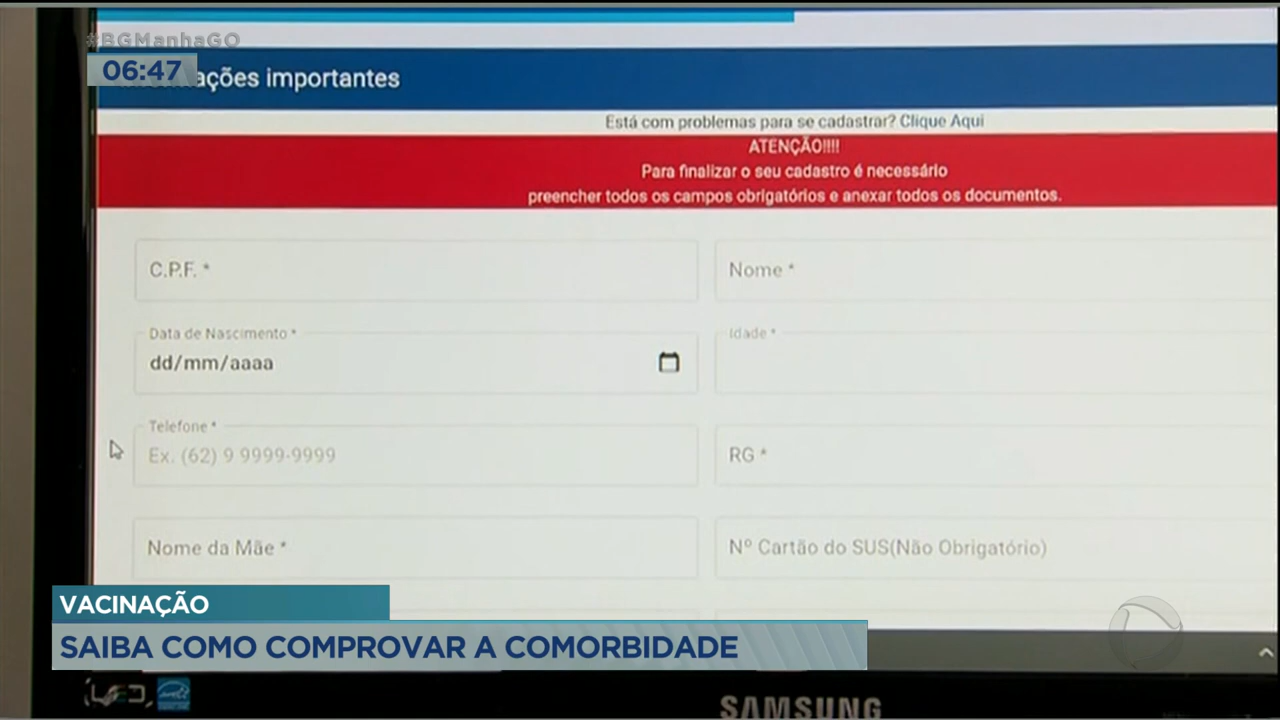 #BGManhaGO
06:47
ações importantes
Está com problemas para se cadastrar? Clique Aqui
ATENÇÃO!!!!
Para finalizar o seu cadastro é necessário
preencher todos os campos obrigatórios e anexar todos os documentos.
C.P.F. *
Nome *
Data de Nascimento *
dd/mm/aaaa
Idade *
Telefone *
Ex. (62) 9 9999-9999
RG *
Nome da Mãe *
Nº Cartão do SUS(Não Obrigatório)
VACINAÇÃO
SAIBA COMO COMPROVAR A COMORBIDADE
LED
SAMSUNG